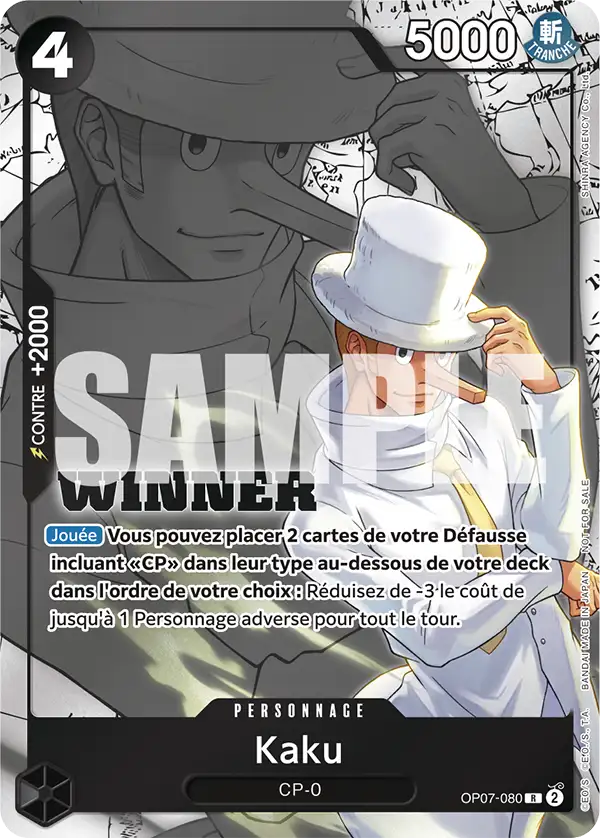 4
5000
斬
TRANCHE
SHINRA AGENCY Co., Ltd.
CONTRE +2000
SAMPLE
WINNER
Jouée Vous pouvez placer 2 cartes de votre Défausse
incluant «CP» dans leur type au-dessous de votre deck
dans l'ordre de votre choix : Réduisez de -3 le coût de
jusqu'à 1 Personnage adverse pour tout le tour.
PERSONNAGE
Kaku
CP-0
OP07-080 R 2
©E.O./S. ©E.O./S., T.A. BANDAI MADE IN JAPAN NOT FOR SALE